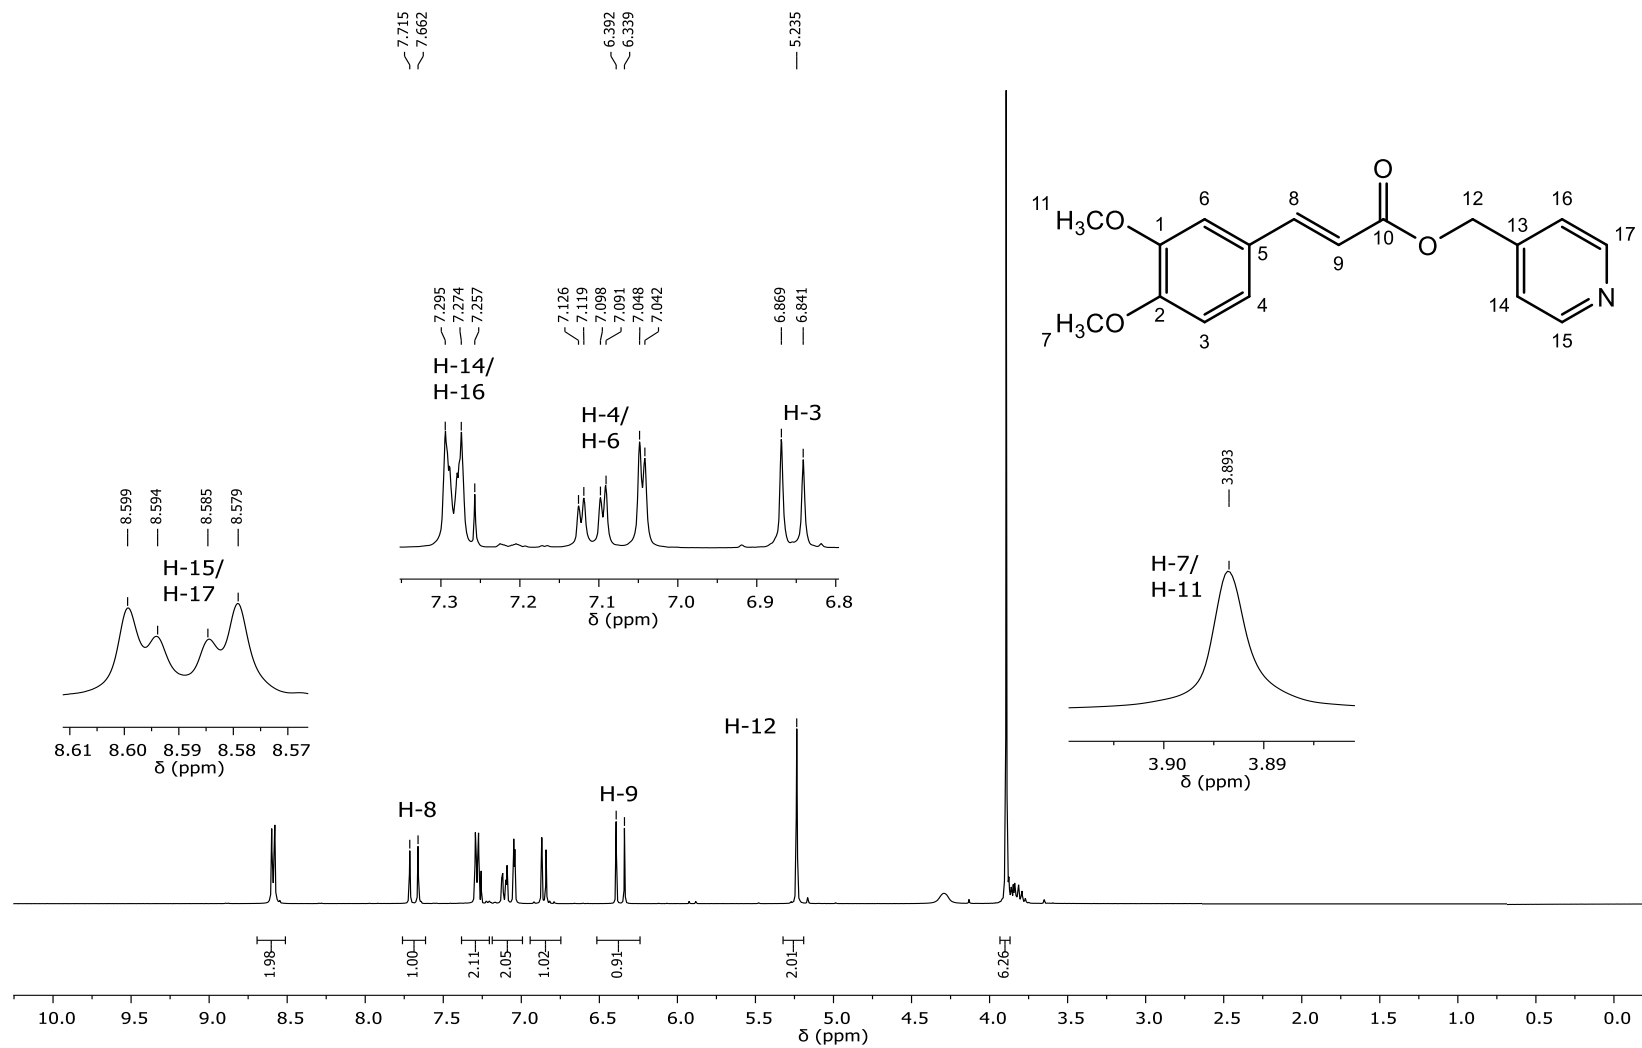 7.715
7.662
6.392
6.339
5.235
7.295
7.274
7.257
7.126
7.119
7.098
7.091
7.048
7.042
6.869
6.841
H-14/
H-16
H-4/
H-6
H-3
7.3 7.2 7.1 7.0 6.9 6.8
δ (ppm)
8.599
8.594
8.585
8.579
H-15/
H-17
8.61 8.60 8.59 8.58 8.57
δ (ppm)
3.893
H-7/
H-11
3.90 3.89
δ (ppm)
O
11 H₃CO 6 8 12 16
1 13 17
10
5 O
9
2 4 14 N
7 H₃CO 3 15
H-12
H-8
H-9
1.98 1.00 2.11 2.05 1.02 0.91 2.01 6.26
10.0 9.5 9.0 8.5 8.0 7.5 7.0 6.5 6.0 5.5 5.0 4.5 4.0 3.5 3.0 2.5 2.0 1.5 1.0 0.5 0.0
δ (ppm)